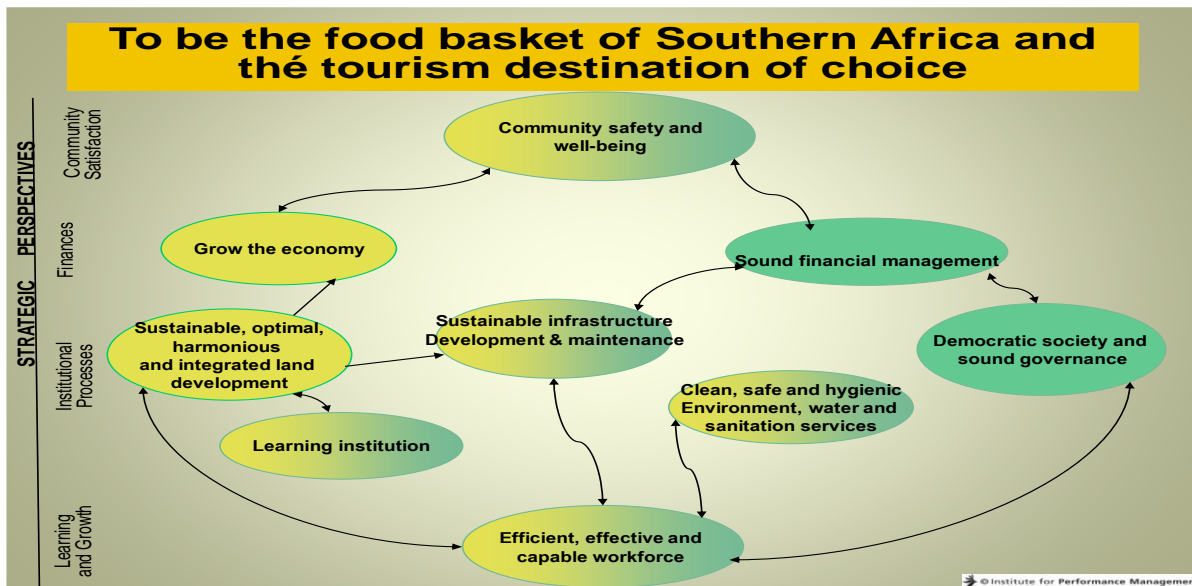 To be the food basket of Southern Africa and
thé tourism destination of choice
STRATEGIC PERSPECTIVES
Community
Satisfaction
Finances
Institutional
Processes
Learning
and Growth
Community safety and
well-being
Grow the economy
Sound financial management
Sustainable, optimal,
harmonious
and integrated land
development
Sustainable infrastructure
Development & maintenance
Democratic society and
sound governance
Clean, safe and hygienic
Environment, water and
sanitation services
Learning institution
Efficient, effective and
capable workforce
© Institute for Performance Managemen